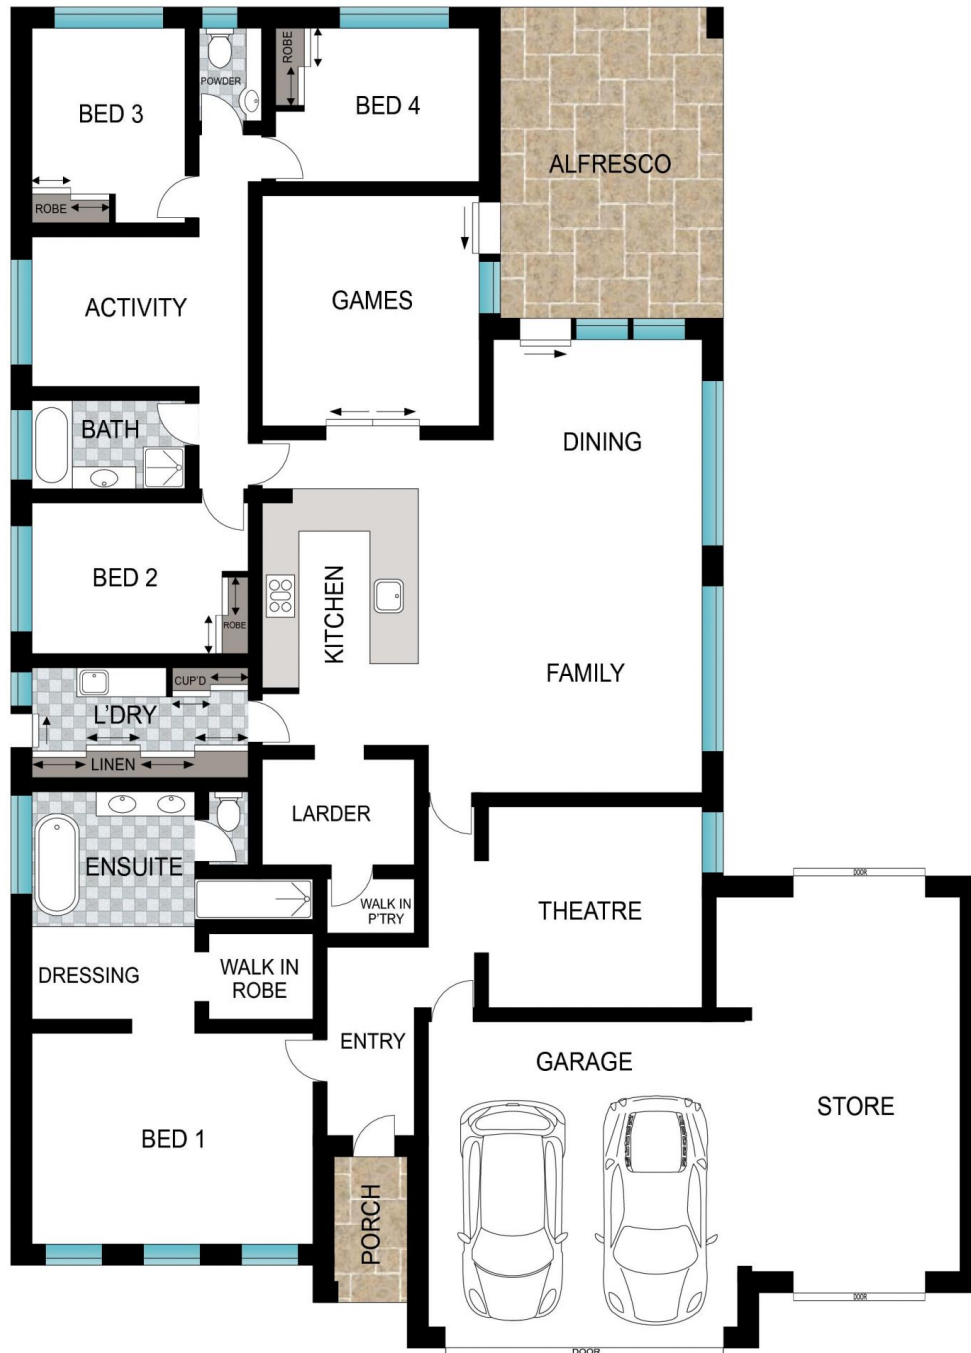 ROBE
POWDER
BED 3
BED 4
ALFRESCO
ROBE
ACTIVITY
GAMES
BATH
DINING
BED 2
KITCHEN
ROBE
FAMILY
CUP'D
L'DRY
LINEN
LARDER
ENSUITE
DOOR
WALK IN
P'TRY
THEATRE
DRESSING
WALK IN
ROBE
ENTRY
GARAGE
STORE
BED 1
PORCH
DOOR
DOOR